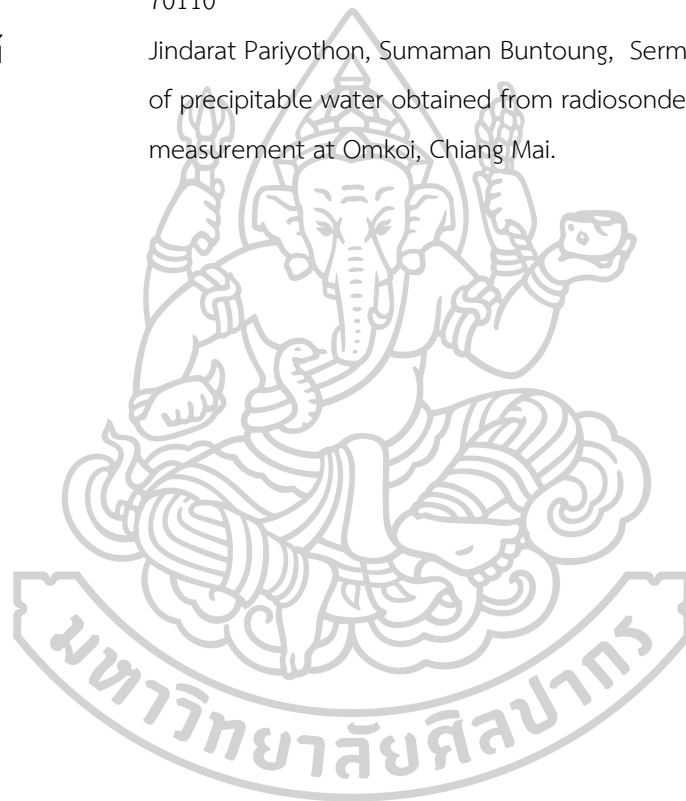 70110
Jindarat Pariyothon, Sumaman Buntoung, Serm
of precipitable water obtained from radiosonde
measurement at Omkoi, Chiang Mai.
มหาวิทยาลัยศิลปากร